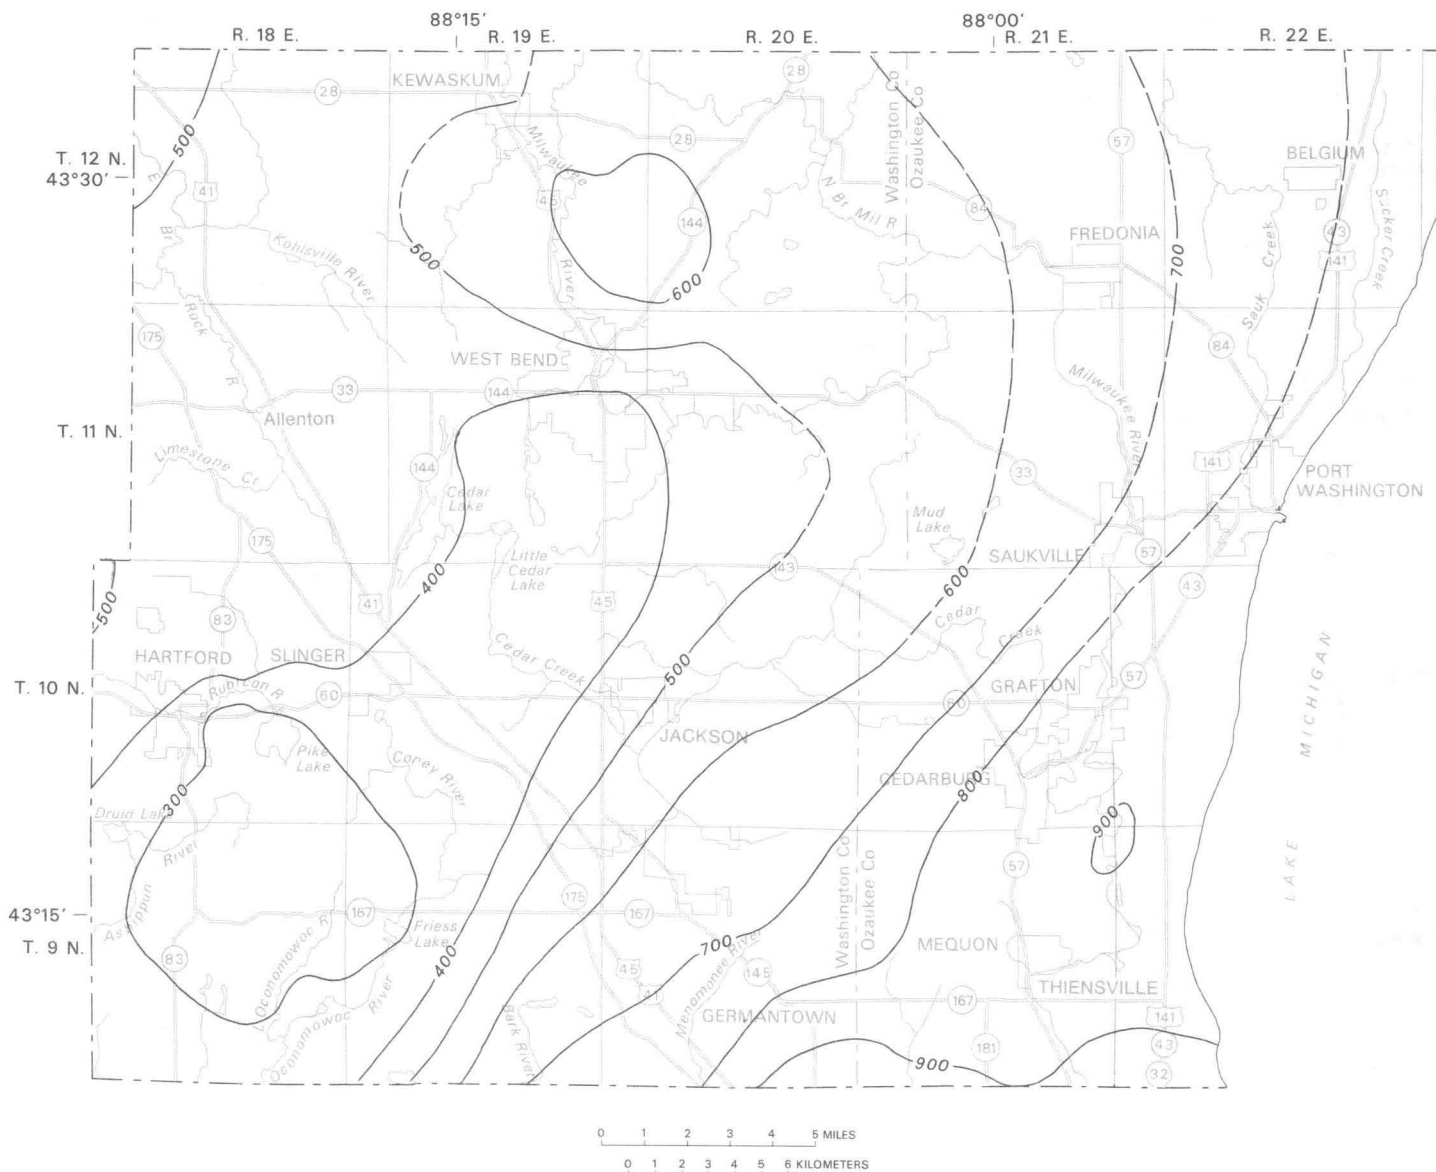 88°15′ 88°00′
R. 18 E. R. 19 E. R. 20 E. R. 21 E. R. 22 E.
KEWASKUM
28
28
28
57
Milwaukee
500
T. 12 N.
43°30′
41
45
144
Washington Co
Ozaukee Co
BELGIUM
E
Br
Rock
R
N Br Mil R
84
FREDONIA
43
141
Sucker Creek
Kohlsville River
500
River
600
700
Sauk Creek
175
WEST BEND
84
33
144
Milwaukee River
Allenton
T. 11 N.
Limestone Cr
144
Cedar Lake
33
141
PORT WASHINGTON
175
Mud Lake
Little Cedar Lake
SAUKVILLE
57
400
143
600
43
500
41
45
83
Cedar Creek
HARTFORD
SLINGER
Cedar Creek
500
GRAFTON
57
T. 10 N.
Rubicon R
60
60
JACKSON
Pike Lake
Coney River
CEDARBURG
800
300
Druid Lake
900
LAKE MICHIGAN
River
Ashippun
57
Washington Co
Ozaukee Co
43°15′
167
175
167
T. 9 N.
Friess Lake
Oconomowoc R
400
700
MEQUON
83
45
41
Menomonee River
145
THIENSVILLE
167
Oconomowoc River
Bark River
GERMANTOWN
141
900
181
43
32
0 1 2 3 4 5 MILES
0 1 2 3 4 5 6 KILOMETERS